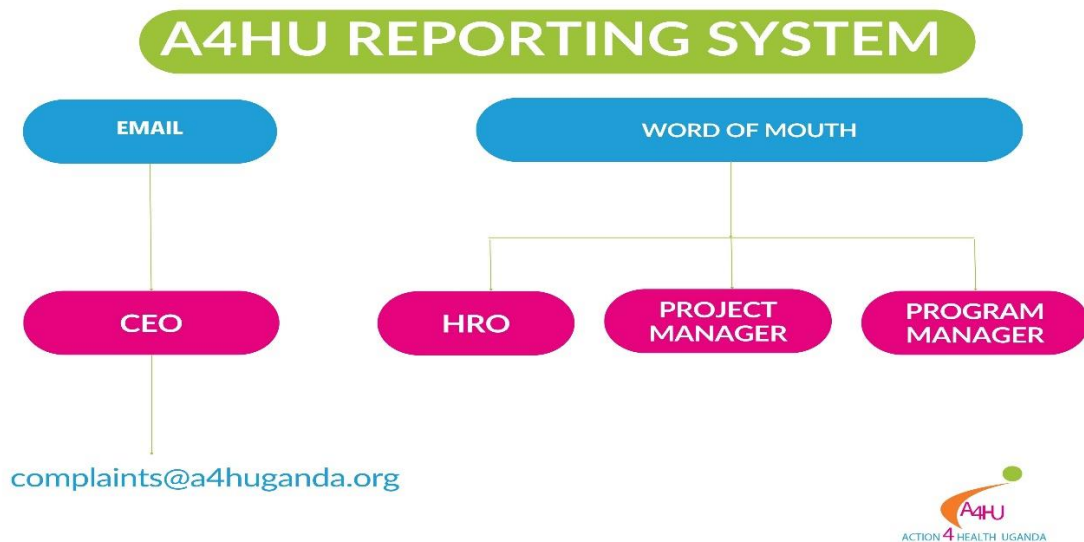 A4HU REPORTING SYSTEM
EMAIL
WORD OF MOUTH
CEO
HRO
PROJECT
MANAGER
PROGRAM
MANAGER
complaints@a4huganda.org
A4HU
ACTION 4 HEALTH UGANDA